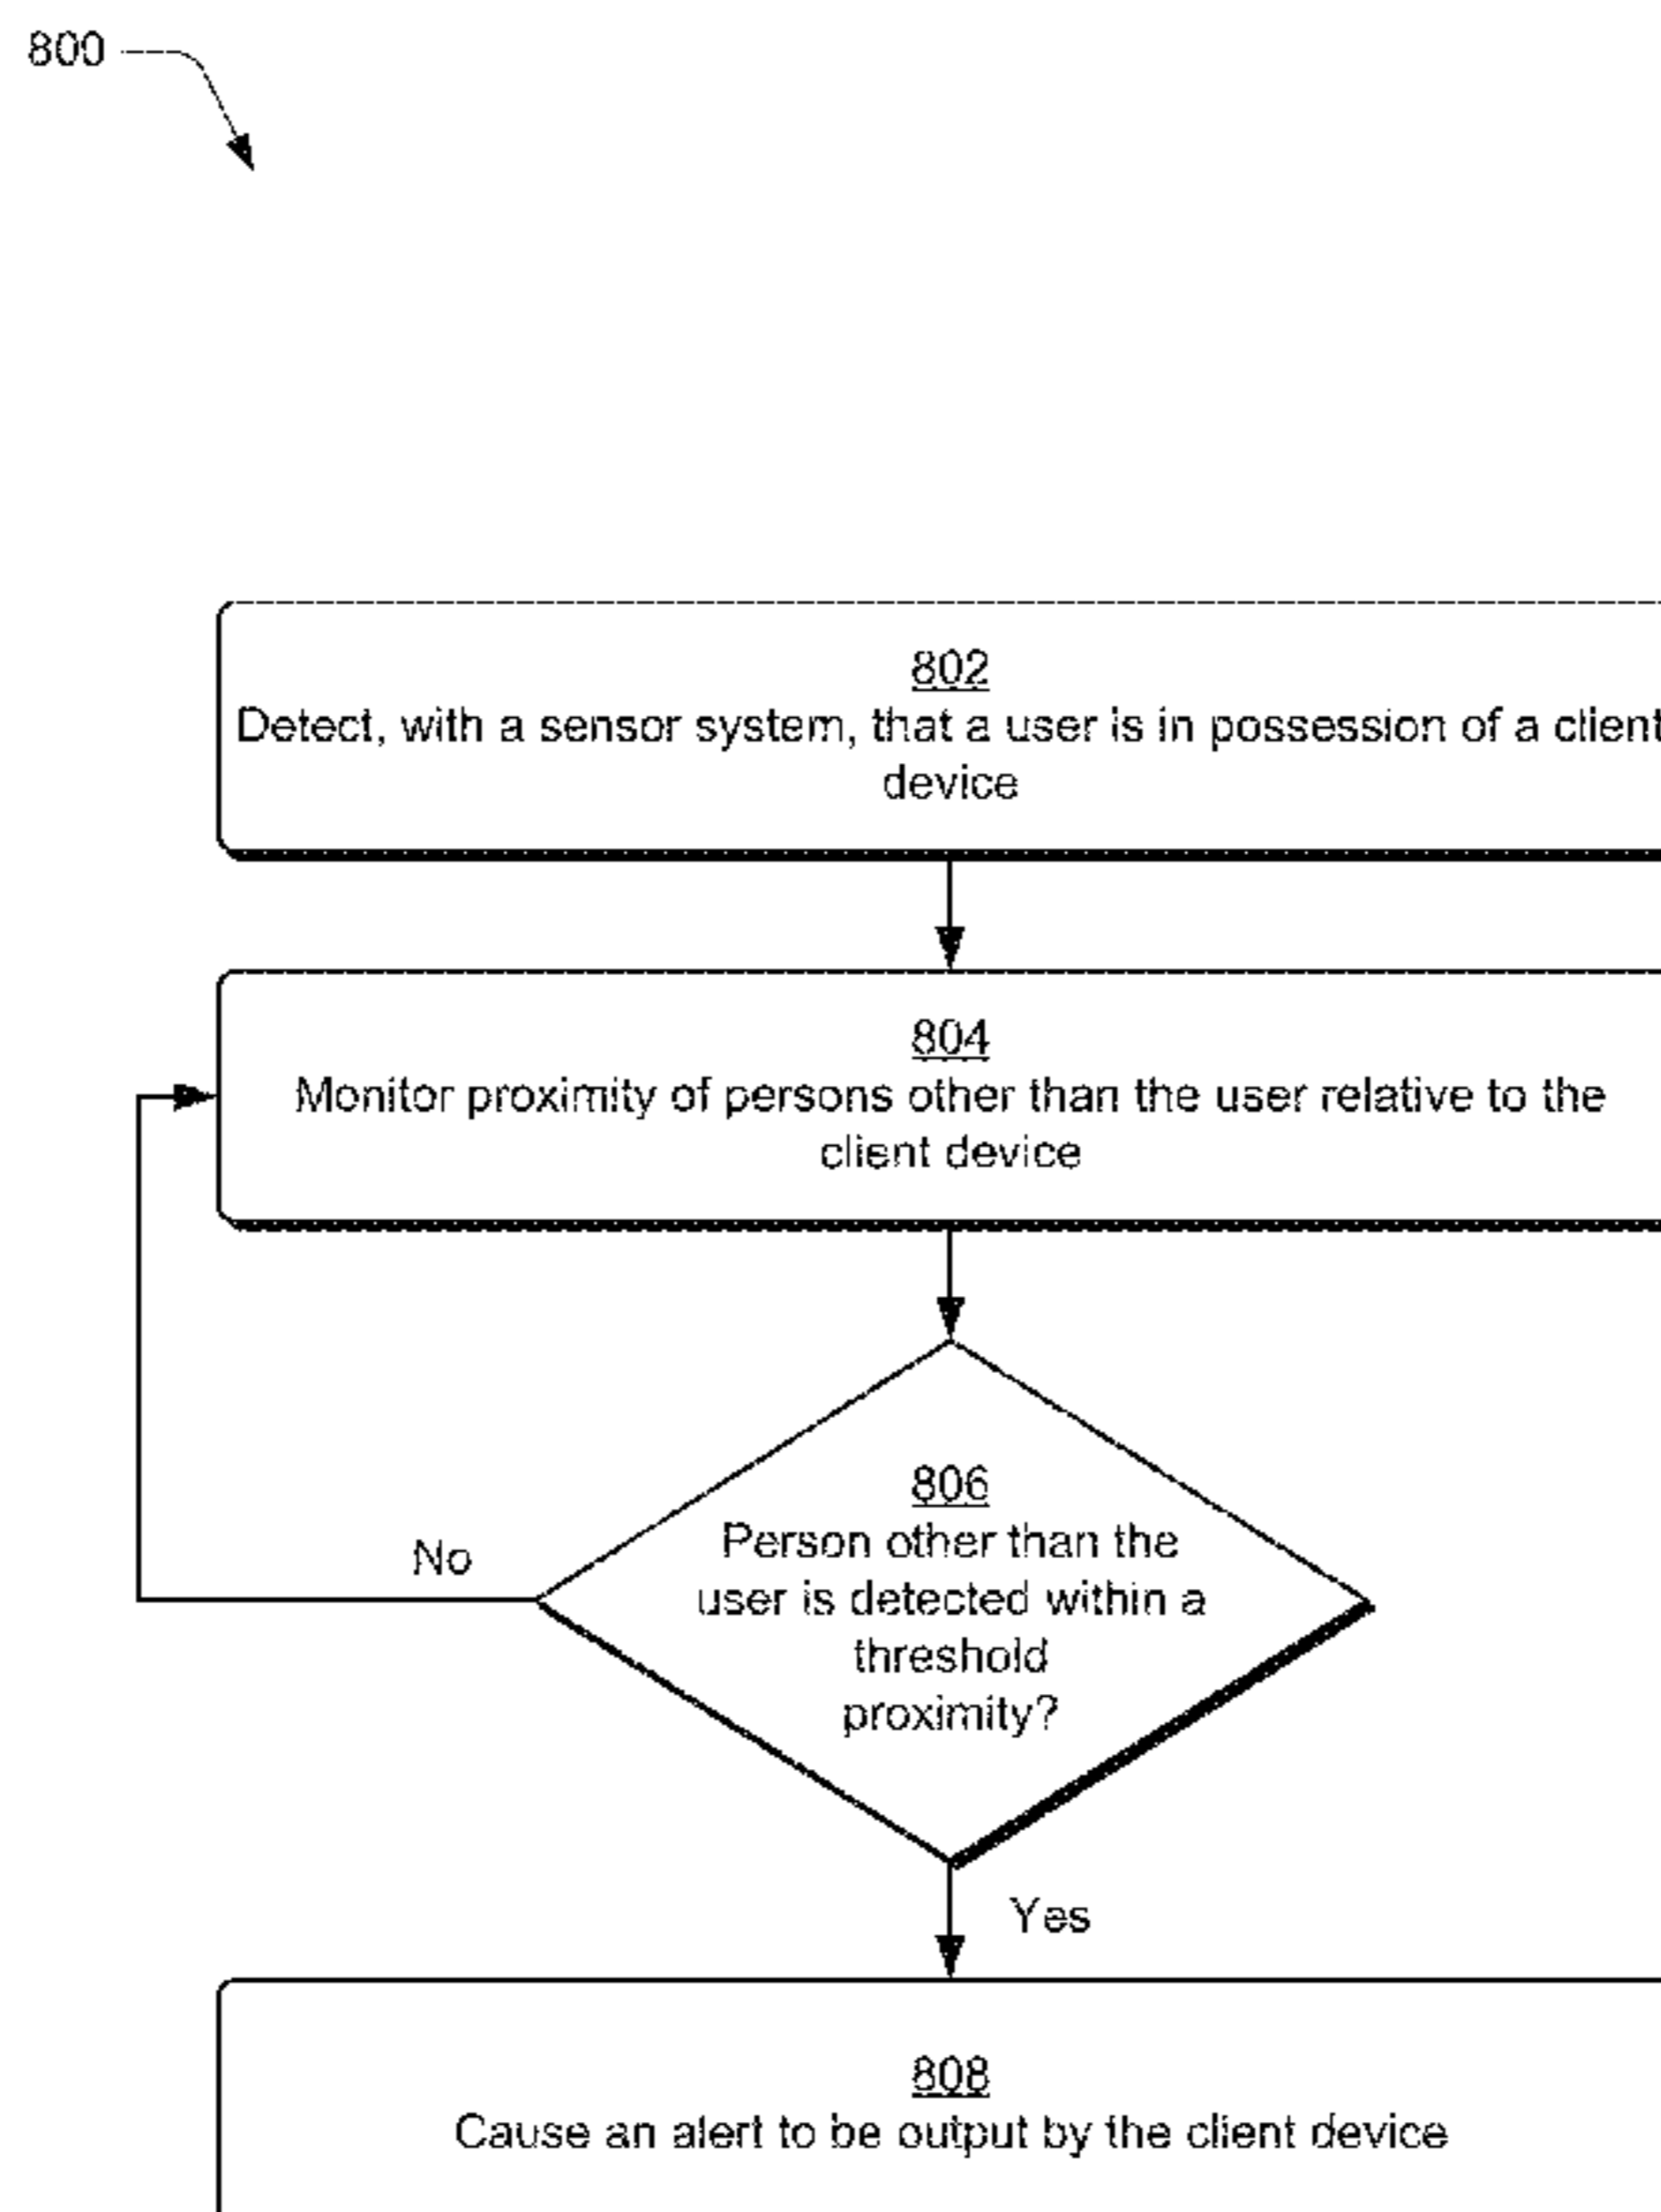 800
802
Detect, with a sensor system, that a user is in possession of a client
device
804
Monitor proximity of persons other than the user relative to the
client device
806
Person other than the
user is detected within a
threshold
proximity?
No
Yes
808
Cause an alert to be output by the client device